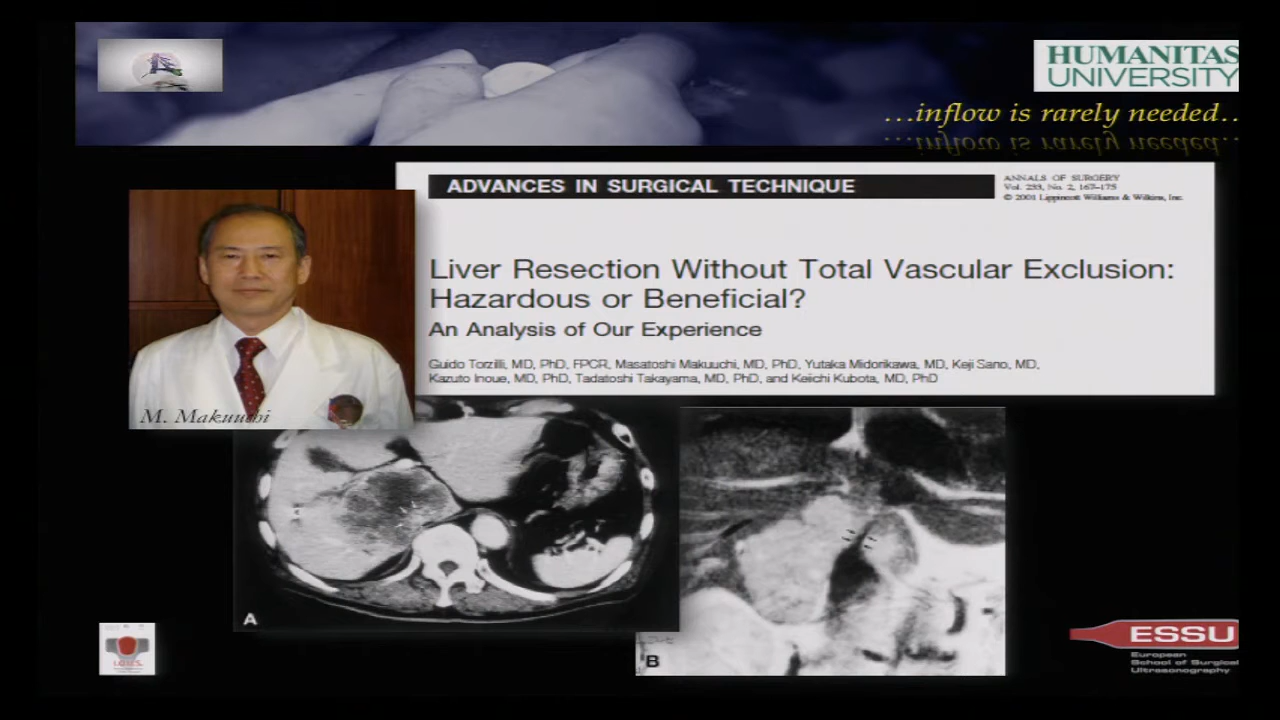 HUMANITAS
UNIVERSITY
...inflow is rarely needed..
ADVANCES IN SURGICAL TECHNIQUE
ANNALS OF SURGERY
Vol. 233, No. 2, 167–175
© 2001 Lippincott Williams & Wilkins, Inc.
Liver Resection Without Total Vascular Exclusion:
Hazardous or Beneficial?
An Analysis of Our Experience
Guido Torzilli, MD, PhD, FPCR, Masatoshi Makuuchi, MD, PhD, Yutaka Midorikawa, MD, Keji Sano, MD,
Kazuto Inoue, MD, PhD, Tadatoshi Takayama, MD, PhD, and Keiichi Kubota, MD, PhD
M. Makuuchi
A
B
ESSU
European
School of Surgical
Ultrasonography